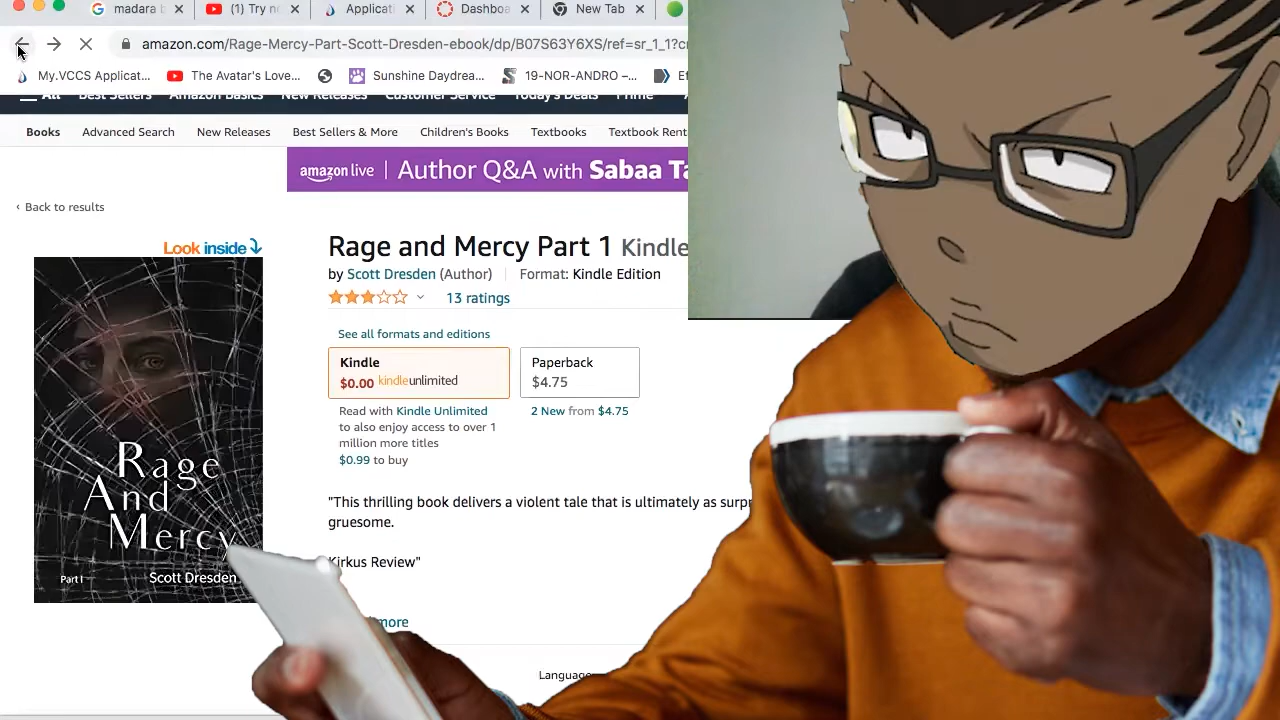 madara
(1) Try n
Applicati
Dashboa
New Tab
amazon.com/Rage-Mercy-Part-Scott-Dresden-ebook/dp/B07S63Y6XS/ref=sr_1_1?c
My.VCCS Applicat...
The Avatar's Love...
Sunshine Daydrea...
19-NOR-ANDRO –...
All
Best Sellers
Amazon Basics
New Releases
Customer Service
Today's Deals
Prime
Books
Advanced Search
New Releases
Best Sellers & More
Children's Books
Textbooks
Textbook Rent
amazon live | Author Q&A with Sabaa Ta
‹ Back to results
Look inside
Rage and Mercy Part 1 Kindle
by Scott Dresden (Author)
Format: Kindle Edition
13 ratings
See all formats and editions
Kindle
$0.00 kindleunlimited
Paperback
$4.75
Read with Kindle Unlimited
to also enjoy access to over 1
million more titles
$0.99 to buy
2 New from $4.75
"This thrilling book delivers a violent tale that is ultimately as surp
gruesome.
Kirkus Review"
more
Language
Rage
And
Mercy
Part I
Scott Dresden